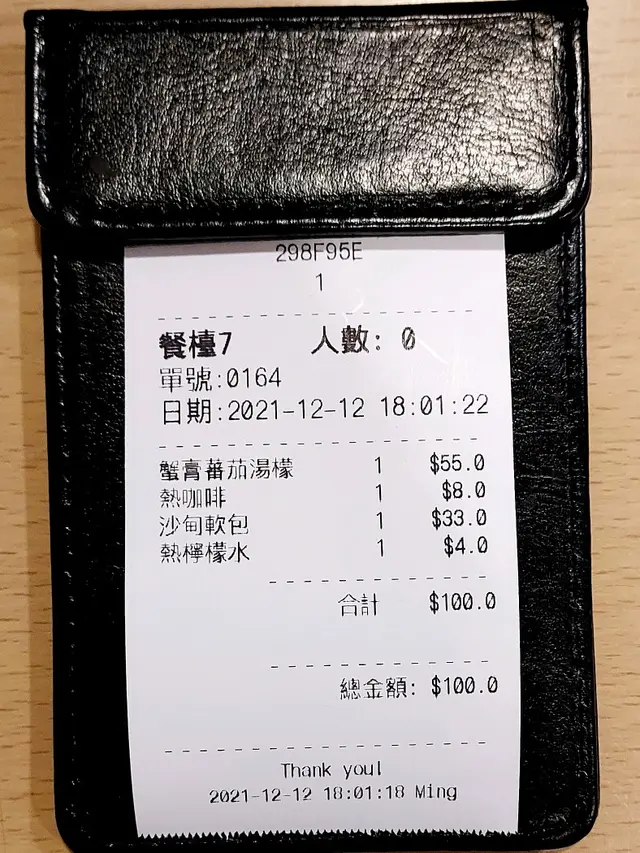 298F95E
1
餐檯7 人數: 0
單號:0164
日期:2021-12-12 18:01:22
蟹膏蕃茄湯檬 1 $55.0
熱咖啡 1 $8.0
沙甸軟包 1 $33.0
熱檸檬水 1 $4.0
合計 $100.0
總金額: $100.0
Thank you!
2021-12-12 18:01:18 Ming